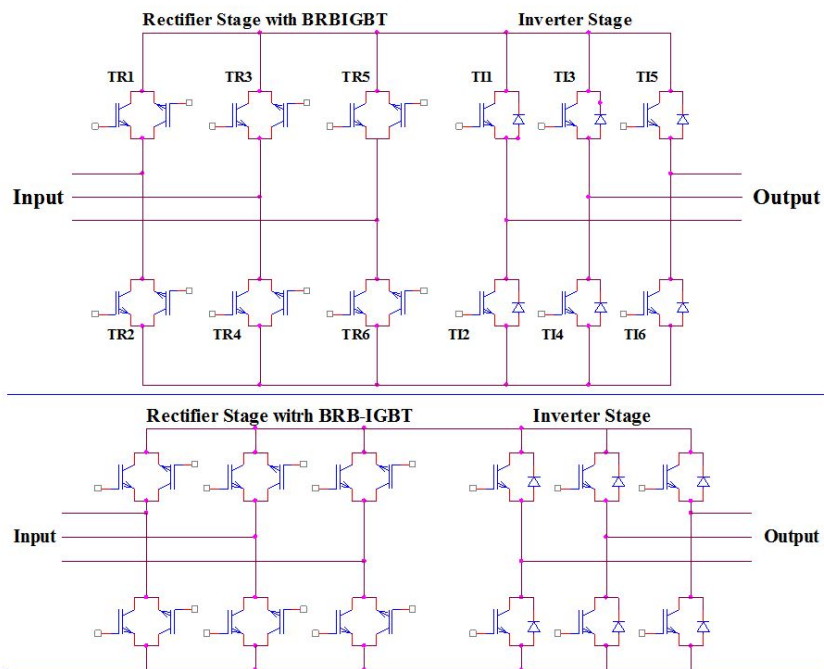 Rectifier Stage with BRBIGBT Inverter Stage
TR1 TR3 TR5 TI1 TI3 TI5
Input Output
TR2 TR4 TR6 TI2 TI4 TI6
Rectifier Stage witrh BRB-IGBT Inverter Stage
Input Output